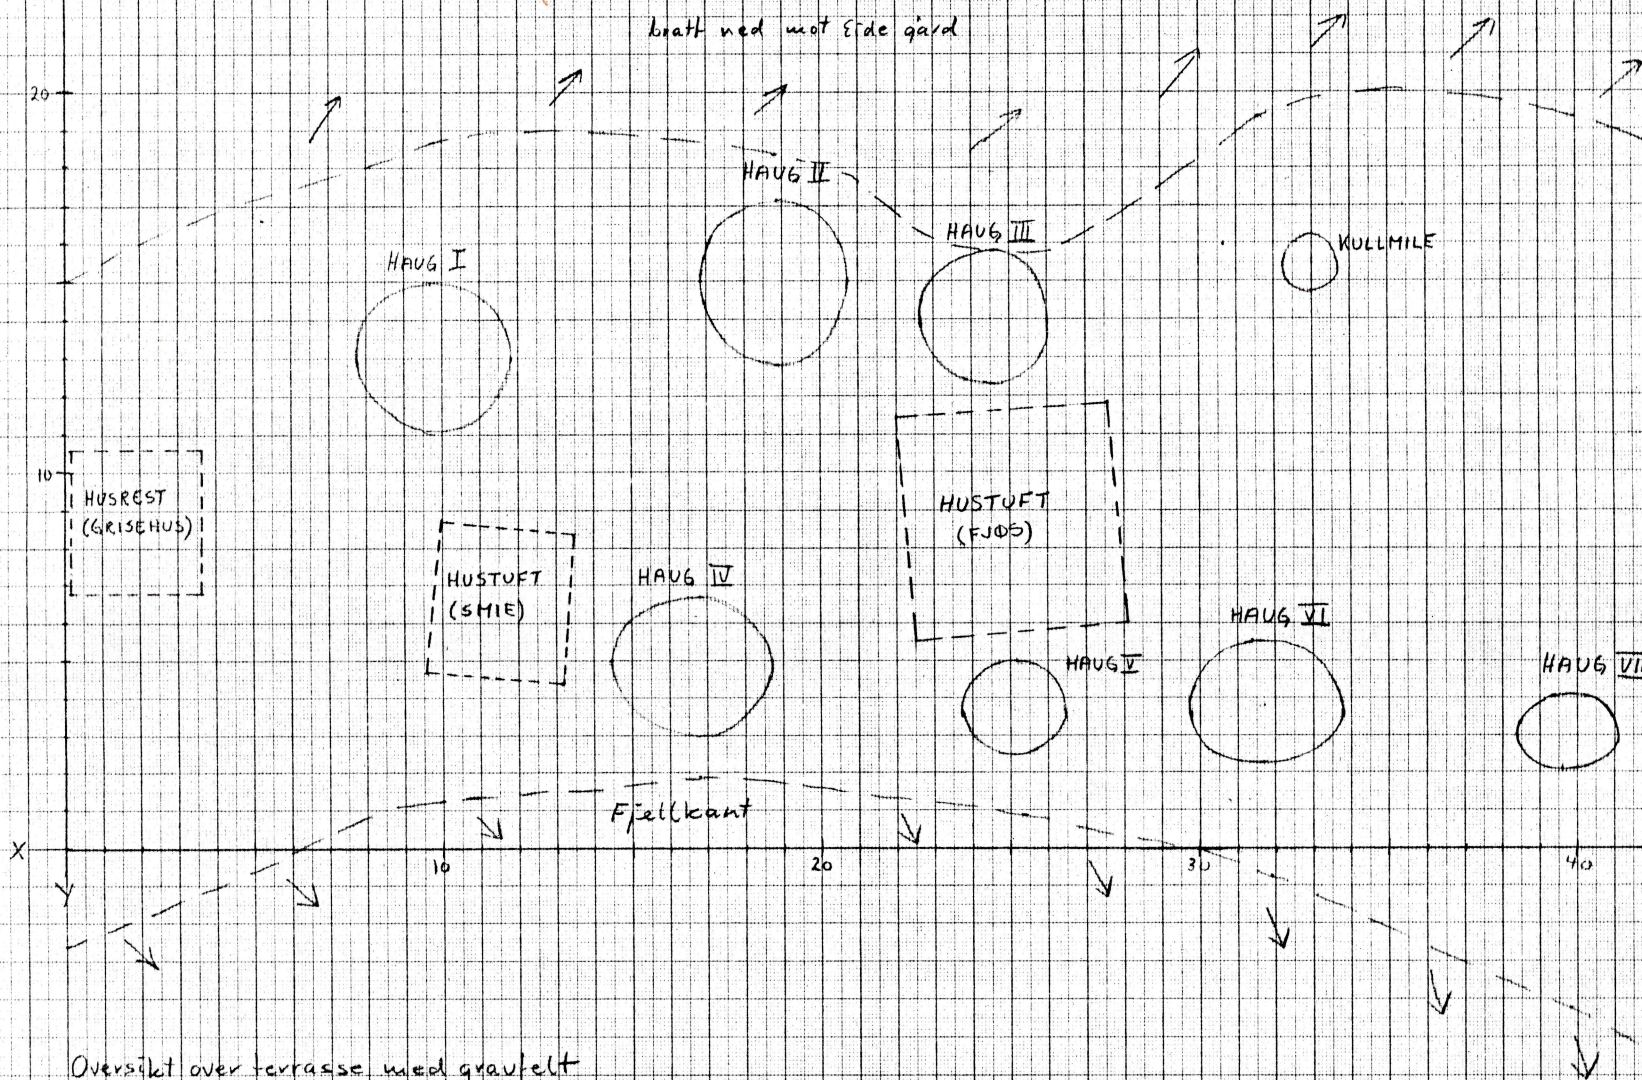 bratt ned mot Eide gård
20
HAUG II
HAUG III
KULLMILE
HAUG I
10
HUSREST
(GRISEHUS)
HUSTUFT
(FJØS)
HUSTUFT
(SMIE)
HAUG IV
HAUG VI
HAUG V
HAUG VII
Fjellkant
X
10
20
30
40
Y
Oversikt over terrasse med gravfelt